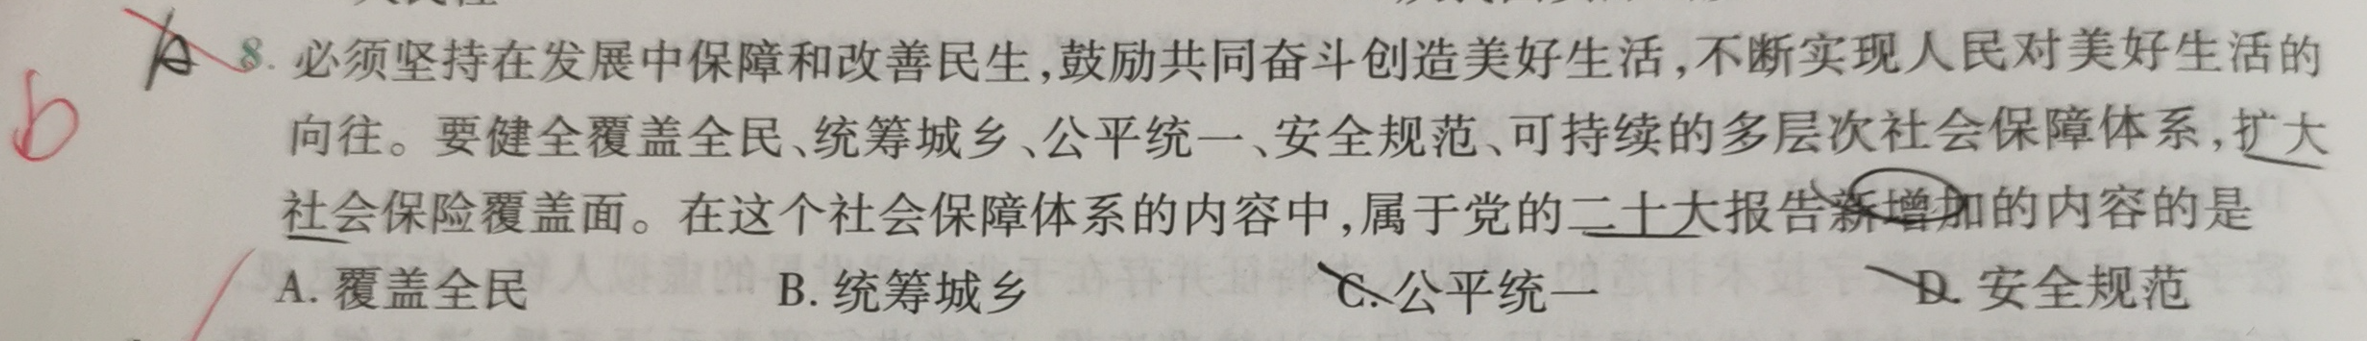 A 8. 必须坚持在发展中保障和改善民生,鼓励共同奋斗创造美好生活,不断实现人民对美好生活的
b 向往。要健全覆盖全民、统筹城乡、公平统一、安全规范、可持续的多层次社会保障体系,扩大
社会保险覆盖面。在这个社会保障体系的内容中,属于党的二十大报告新增加的内容的是
A. 覆盖全民 B. 统筹城乡 C. 公平统一 D. 安全规范